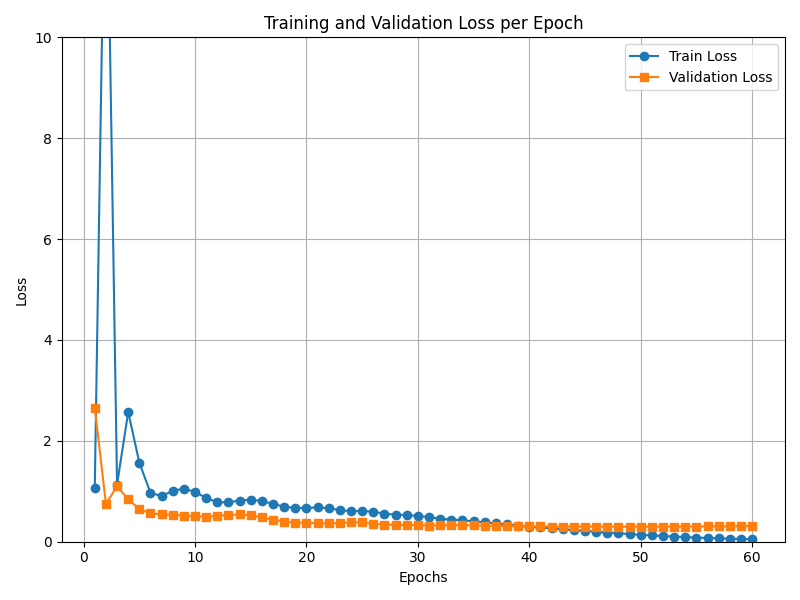 Training and Validation Loss per Epoch
Train Loss
Validation Loss
Loss
10
8
6
4
2
0
0 10 20 30 40 50 60
Epochs